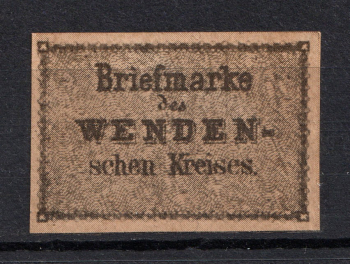 Briefmarke
des
WENDEN-
schen Kreises.